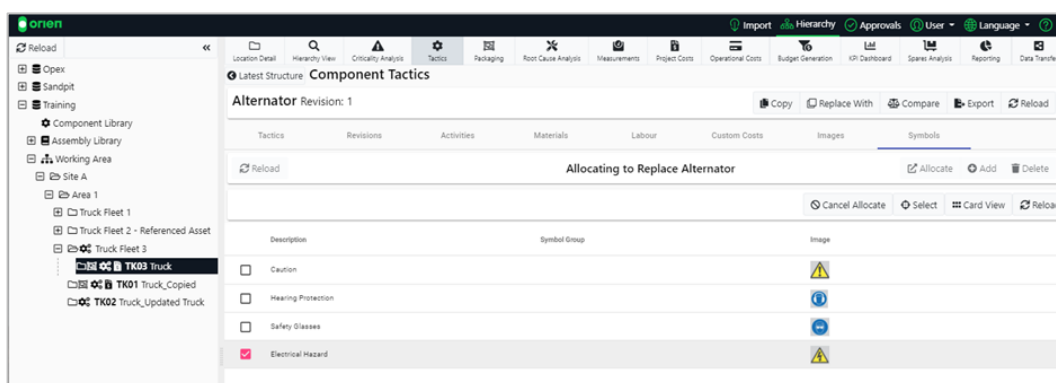 orien Import Hierarchy Approvals User Language
Reload
Location Detail Hierarchy View Criticality Analysis Tactics Packaging Root Cause Analysis Measurements Project Costs Operational Costs Budget Generation KPI Dashboard Spares Analysis Reporting Data Transfe
Opex
Sandpit
Training
Component Library
Assembly Library
Working Area
Site A
Area 1
Truck Fleet 1
Truck Fleet 2 - Referenced Asset
Truck Fleet 3
TK03 Truck
TK01 Truck_Copied
TK02 Truck_Updated Truck
Latest Structure Component Tactics
Alternator Revision: 1
Copy Replace With Compare Export Reload
Tactics Revisions Activities Materials Labour Custom Costs Images Symbols
Reload Allocating to Replace Alternator Allocate Add Delete
Cancel Allocate Select Card View Reload
Description Symbol Group Image
Caution
Hearing Protection
Safety Glasses
Electrical Hazard